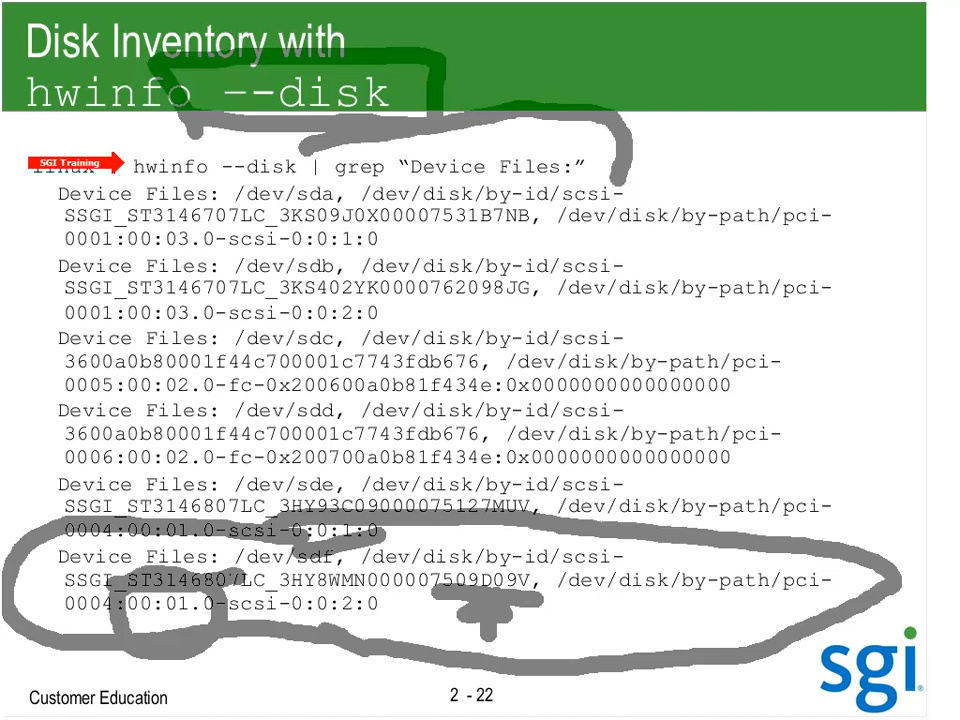 Disk Inventory with
hwinfo --disk
SGI Training
linux hwinfo --disk | grep “Device Files:”
Device Files: /dev/sda, /dev/disk/by-id/scsi-
SSGI_ST3146707LC_3KS09J0X00007531B7NB, /dev/disk/by-path/pci-
0001:00:03.0-scsi-0:0:1:0
Device Files: /dev/sdb, /dev/disk/by-id/scsi-
SSGI_ST3146707LC_3KS402YK0000762098JG, /dev/disk/by-path/pci-
0001:00:03.0-scsi-0:0:2:0
Device Files: /dev/sdc, /dev/disk/by-id/scsi-
3600a0b80001f44c700001c7743fdb676, /dev/disk/by-path/pci-
0005:00:02.0-fc-0x200600a0b81f434e:0x0000000000000000
Device Files: /dev/sdd, /dev/disk/by-id/scsi-
3600a0b80001f44c700001c7743fdb676, /dev/disk/by-path/pci-
0006:00:02.0-fc-0x200700a0b81f434e:0x0000000000000000
Device Files: /dev/sde, /dev/disk/by-id/scsi-
SSGI_ST3146807LC_3HY93C09000075127MUV, /dev/disk/by-path/pci-
0004:00:01.0-scsi-0:0:1:0
Device Files: /dev/sdf, /dev/disk/by-id/scsi-
SSGI_ST3146807LC_3HY8WMN000007509D09V, /dev/disk/by-path/pci-
0004:00:01.0-scsi-0:0:2:0
sgi
Customer Education
2 - 22